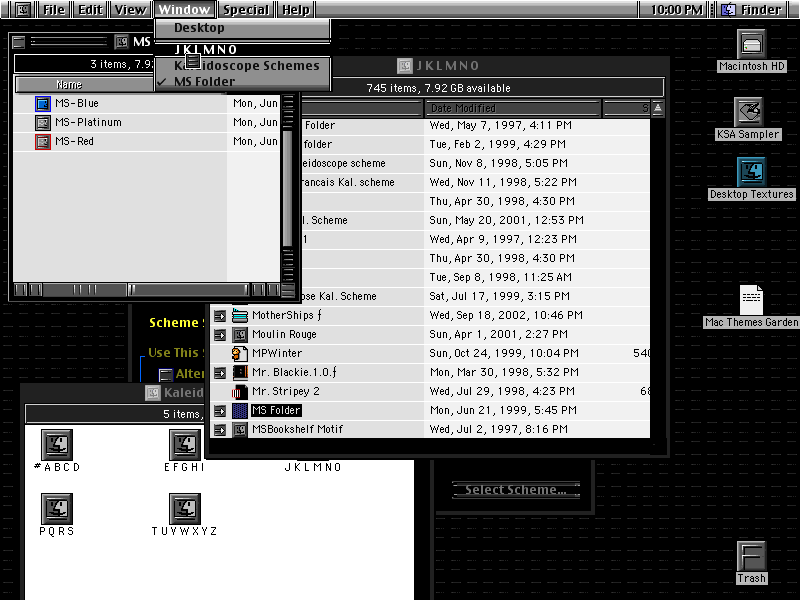 File Edit View Window Special Help 10:00 PM Finder
Desktop
JKLMNO
Kaleidoscope Schemes
✓ MS Folder
MS
3 items, 7.9
Name
MS-Blue Mon, Jun
MS-Platinum Mon, Jun
MS-Red Mon, Jun
JKLMNO
745 items, 7.92 GB available
Date Modified S
Folder Wed, May 7, 1997, 4:11 PM
folder Tue, Feb 2, 1999, 4:29 PM
eidoscope scheme Sun, Nov 8, 1998, 5:05 PM
rancais Kal. scheme Wed, Nov 11, 1998, 5:22 PM
Thu, Apr 30, 1998, 4:30 PM
l. Scheme Sun, May 20, 2001, 12:53 PM
1 Wed, Apr 9, 1997, 12:23 PM
Thu, Apr 30, 1998, 4:30 PM
Tue, Sep 8, 1998, 11:25 AM
ose Kal. Scheme Sat, Jul 17, 1999, 3:15 PM
MotherShips ƒ Wed, Sep 18, 2002, 10:46 PM
Moulin Rouge Sun, Apr 1, 2001, 2:27 PM
MPWinter Sun, Oct 24, 1999, 10:04 PM 540
Mr. Blackie.1.0.ƒ Mon, Mar 30, 1998, 5:32 PM
Mr. Stripey 2 Wed, Jul 29, 1998, 4:23 PM 68
MS Folder Mon, Jun 21, 1999, 5:45 PM
MSBookshelf Motif Wed, Jul 2, 1997, 8:16 PM
Scheme
Use This
Alter
Kaleid
5 items,
#ABCD
EFGHI
JKLMNO
PQRS
TUVWXYZ
Select Scheme...
Macintosh HD
KSA Sampler
Desktop Textures
Mac Themes Garden
Trash